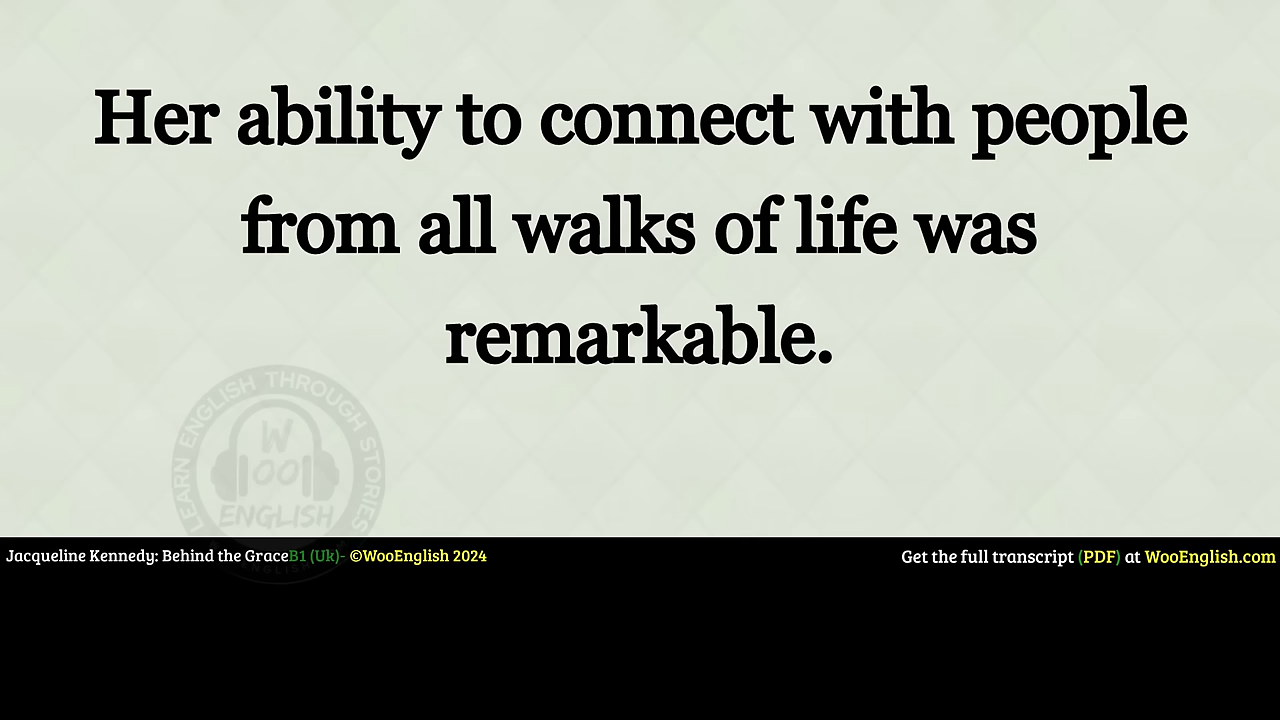 Her ability to connect with people
from all walks of life was
remarkable.
LEARN ENGLISH THROUGH STORIES
W
OO
ENGLISH
Jacqueline Kennedy: Behind the GraceB1 (Uk)- ©WooEnglish 2024
Get the full transcript (PDF) at WooEnglish.com